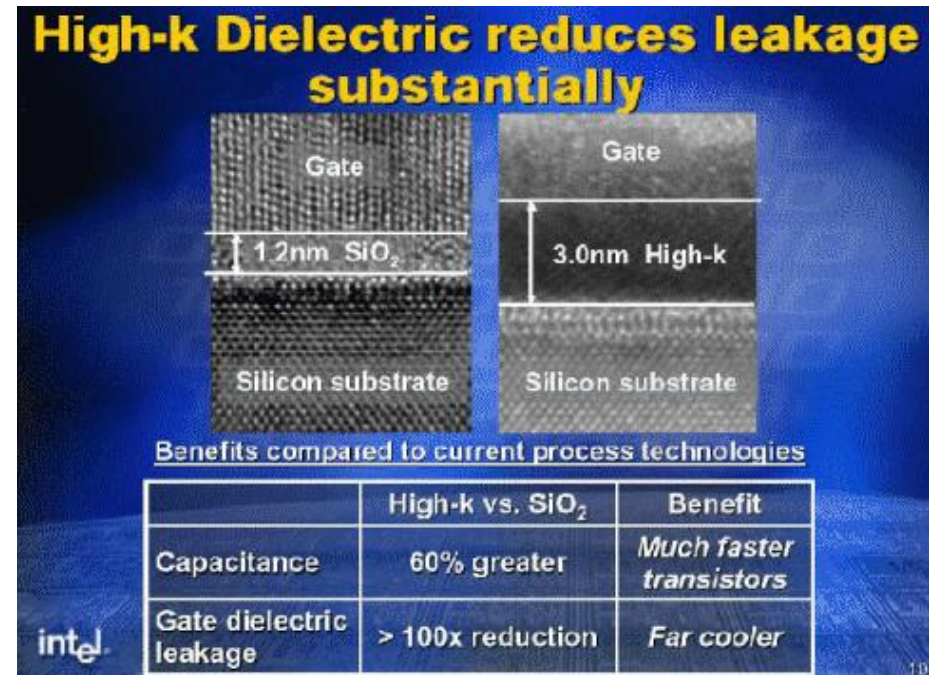 High-k Dielectric reduces leakage
substantially
Gate
1.2nm SiO₂
Silicon substrate
Gate
3.0nm High-k
Silicon substrate
Benefits compared to current process technologies
High-k vs. SiO₂ Benefit
Capacitance 60% greater Much faster transistors
Gate dielectric leakage > 100x reduction Far cooler
intel.